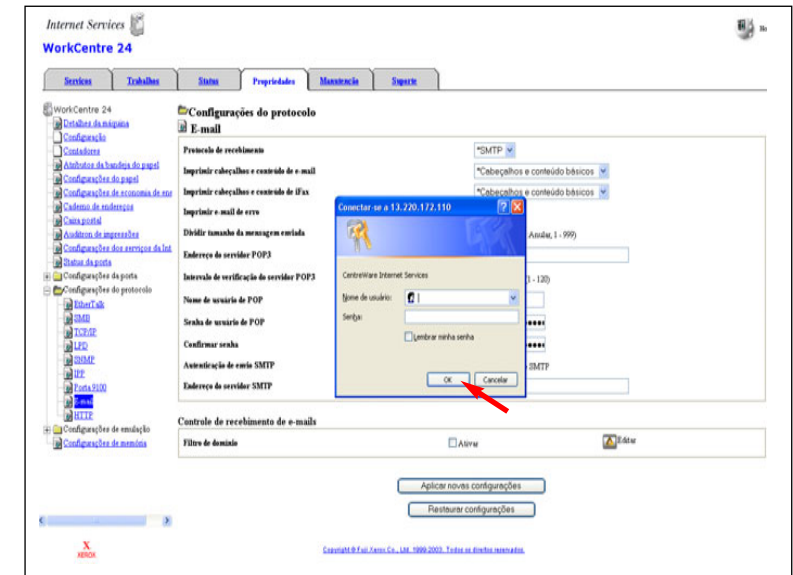 Internet Services
WorkCentre 24
Serviços Trabalhos Status Propriedades Manutenção Suporte
WorkCentre 24
Detalhes da máquina
Configuração
Contadores
Atributos da bandeja do papel
Configurações do papel
Configurações de economia de ene
Caderno de endereços
Caixa postal
Auditron de impressões
Configurações dos serviços da Int
Status da porta
Configurações da porta
Configurações do protocolo
EtherTalk
SMB
TCP/IP
LPD
SNMP
IPP
Porta 9100
E-mail
HTTP
Configurações de emulação
Configurações de memória
Configurações do protocolo
E-mail
Protocolo de recebimento *SMTP
Imprimir cabeçalhos e conteúdo de e-mail *Cabeçalhos e conteúdo básicos
Imprimir cabeçalhos e conteúdo de iFax *Cabeçalhos e conteúdo básicos
Imprimir e-mail de erro
Dividir tamanho da mensagem enviada Anular, 1 - 999)
Endereço do servidor POP3
Intervalo de verificação do servidor POP3 (1 - 120)
Nome de usuário de POP
Senha de usuário de POP
Confirmar senha
Autenticação de envio SMTP SMTP
Endereço do servidor SMTP
Conectar-se a 13.220.172.110
CentreWare Internet Services
Nome de usuário:
Senha:
Lembrar minha senha
OK Cancelar
Controle de recebimento de e-mails
Filtro de domínio Ativar Editar
Aplicar novas configurações
Restaurar configurações
X
XEROX
Copyright © Fuji Xerox Co., Ltd. 1999-2003. Todos os direitos reservados.